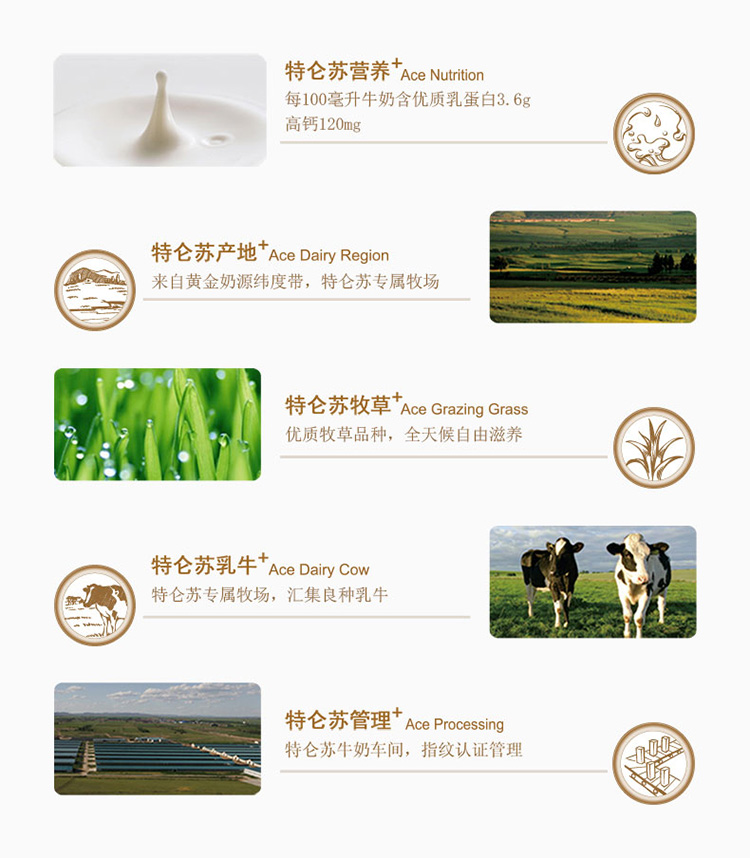 特仑苏营养+Ace Nutrition
每100毫升牛奶含优质乳蛋白3.6g
高钙120mg
特仑苏产地+Ace Dairy Region
来自黄金奶源纬度带，特仑苏专属牧场
特仑苏牧草+Ace Grazing Grass
优质牧草品种，全天候自由滋养
特仑苏乳牛+Ace Dairy Cow
特仑苏专属牧场，汇集良种乳牛
特仑苏管理+Ace Processing
特仑苏牛奶车间，指纹认证管理